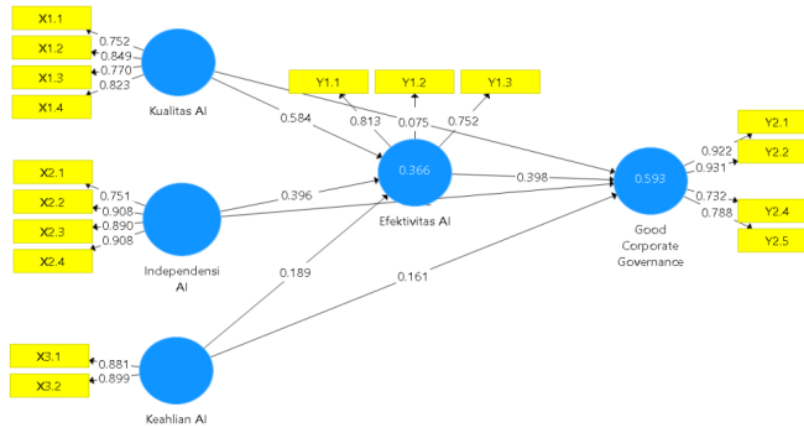 X1.1
X1.2
X1.3
X1.4
0.752
0.849
0.770
0.823
Kualitas AI
Y1.1
Y1.2
Y1.3
0.813
0.075
0.752
0.584
X2.1
X2.2
X2.3
X2.4
0.751
0.908
0.890
0.908
Independensi
AI
0.396
0.366
Efektivitas AI
0.398
0.593
Good
Corporate
Governance
0.922
0.931
0.732
0.788
Y2.1
Y2.2
Y2.4
Y2.5
0.189
0.161
X3.1
X3.2
0.881
0.899
Keahlian AI